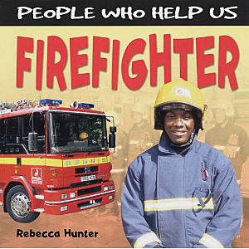 PEOPLE WHO HELP US
FIREFIGHTER
Rebecca Hunter